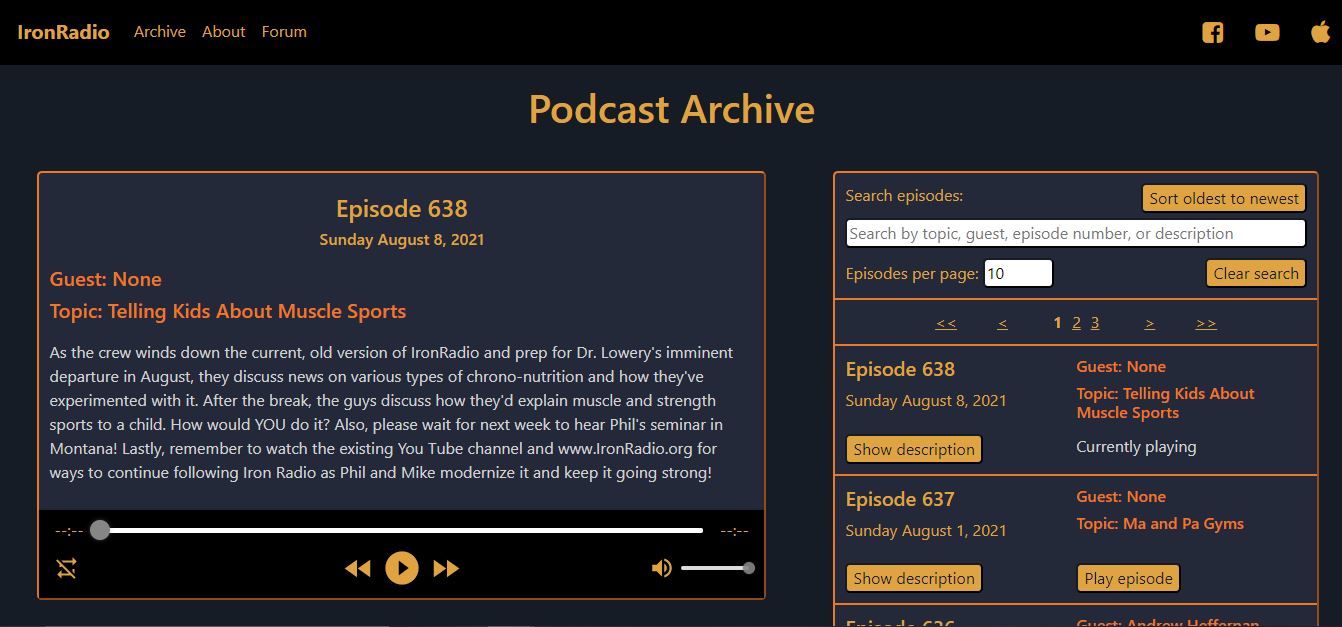 IronRadio Archive About Forum
Podcast Archive
Episode 638
Sunday August 8, 2021
Guest: None
Topic: Telling Kids About Muscle Sports
As the crew winds down the current, old version of IronRadio and prep for Dr. Lowery's imminent
departure in August, they discuss news on various types of chrono-nutrition and how they've
experimented with it. After the break, the guys discuss how they'd explain muscle and strength
sports to a child. How would YOU do it? Also, please wait for next week to hear Phil's seminar in
Montana! Lastly, remember to watch the existing You Tube channel and www.IronRadio.org for
ways to continue following Iron Radio as Phil and Mike modernize it and keep it going strong!
--:-- --:--
Search episodes: Sort oldest to newest
Search by topic, guest, episode number, or description
Episodes per page: 10 Clear search
<< < 1 2 3 > >>
Episode 638
Sunday August 8, 2021
Guest: None
Topic: Telling Kids About
Muscle Sports
Show description Currently playing
Episode 637
Sunday August 1, 2021
Guest: None
Topic: Ma and Pa Gyms
Show description Play episode
Episode 636 Guest: Andrew Heffernan